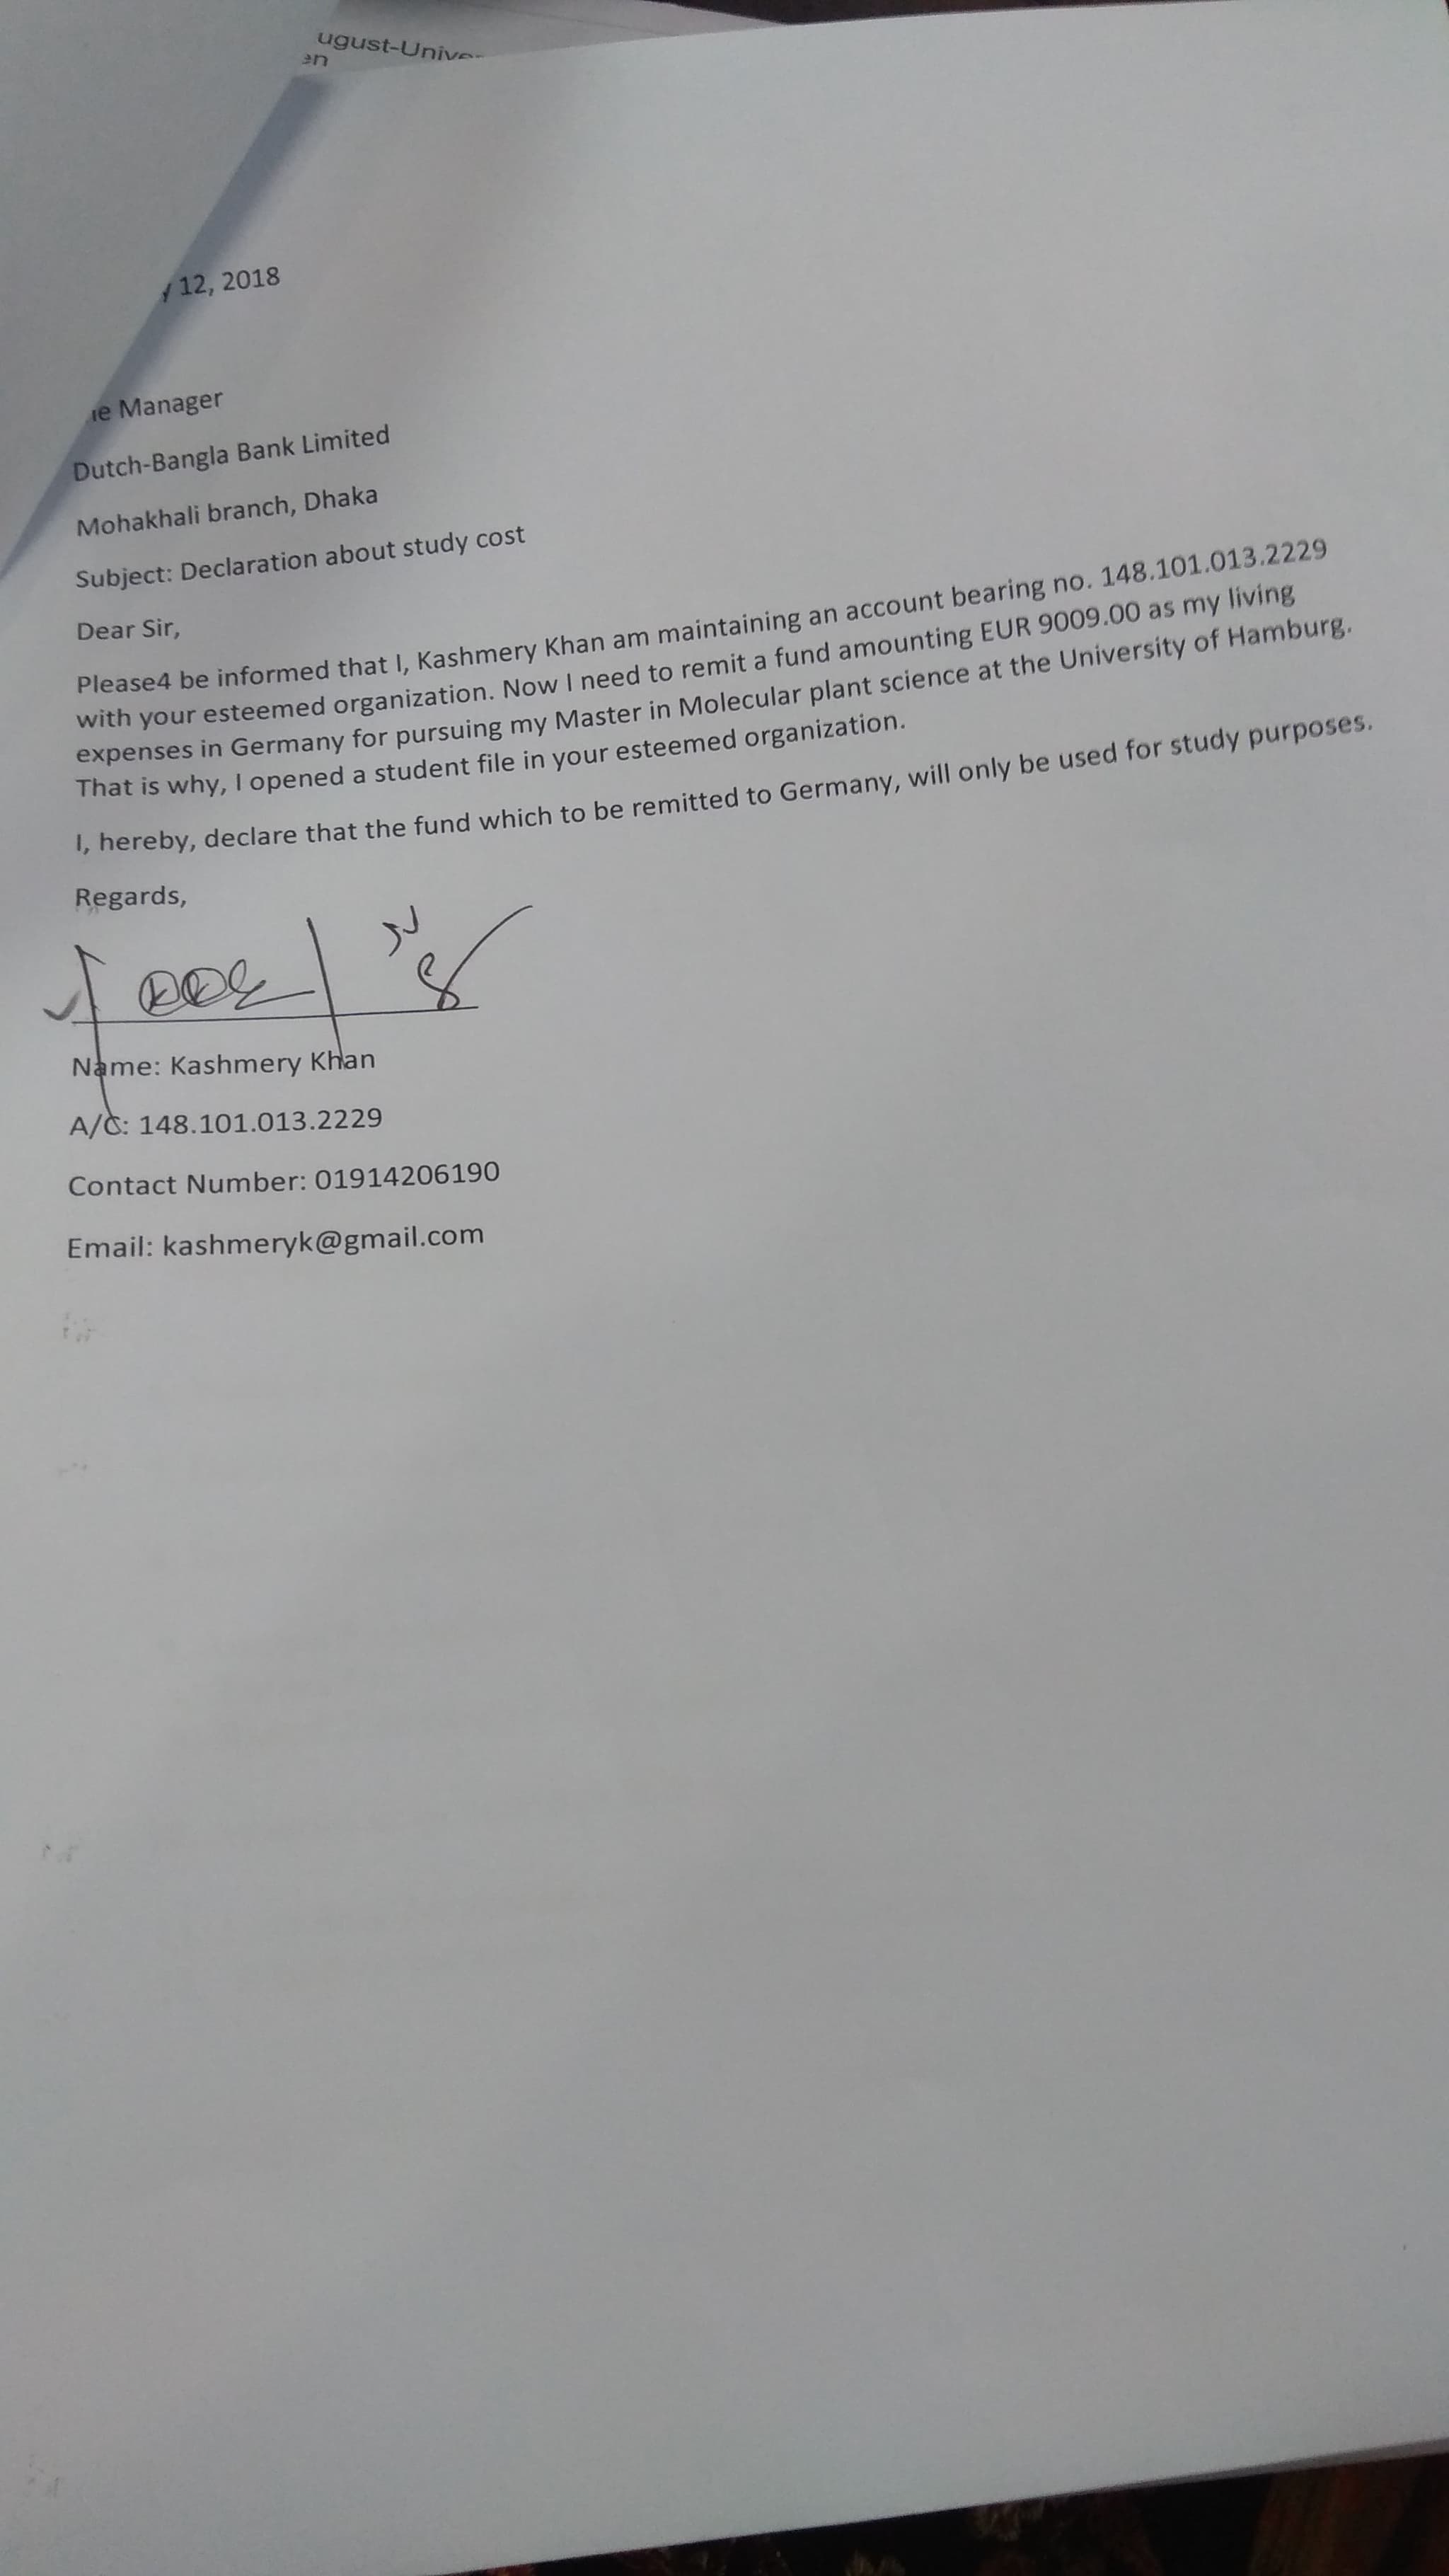 ugust-Unive
en
12, 2018
Manager
Dutch-Bangla Bank Limited
Mohakhali branch, Dhaka
Subject: Declaration about study cost
Dear Sir,
Please4 be informed that I, Kashmery Khan am maintaining an account bearing no. 148.101.013.2229
with your esteemed organization. Now I need to remit a fund amounting EUR 9009.00 as my living
expenses in Germany for pursuing my Master in Molecular plant science at the University of Hamburg.
That is why, I opened a student file in your esteemed organization.
I, hereby, declare that the fund which to be remitted to Germany, will only be used for study purposes.
Regards,
Name: Kashmery Khan
A/C: 148.101.013.2229
Contact Number: 01914206190
Email: kashmeryk@gmail.com